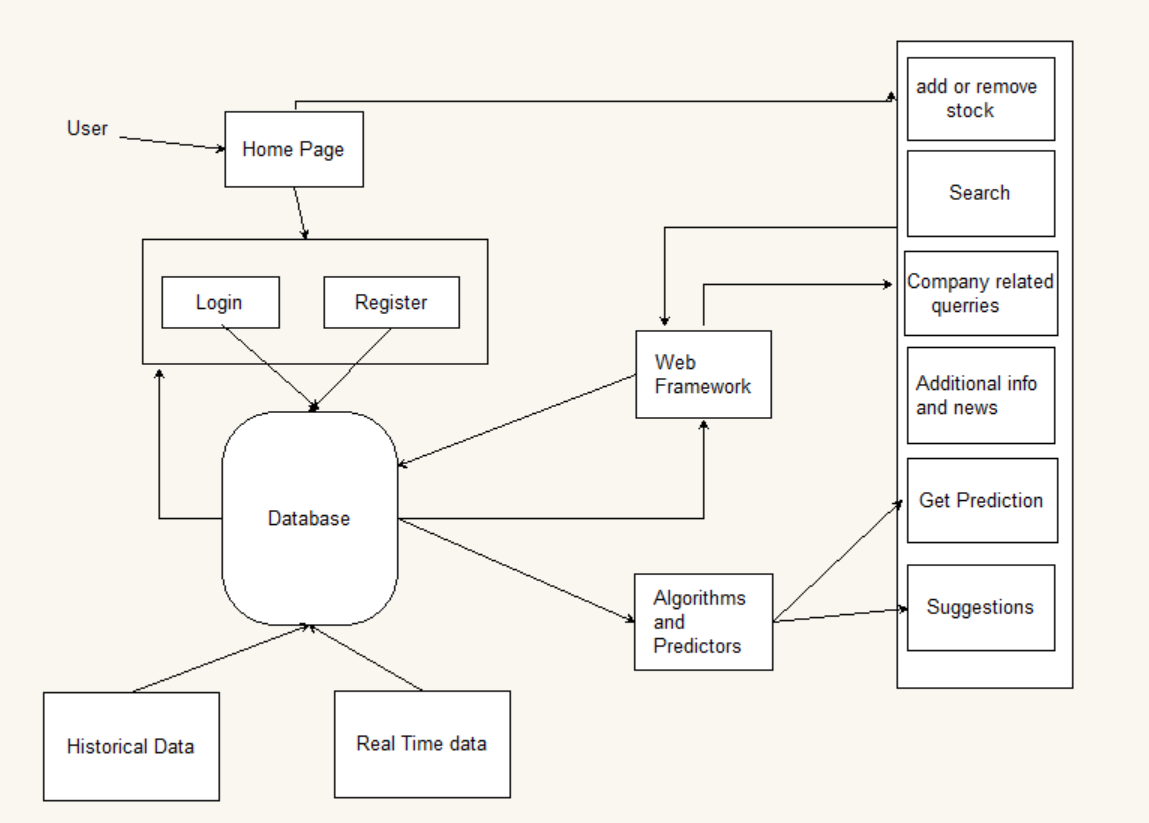 User
Home Page
add or remove
stock
Search
Login
Register
Company related
querries
Web
Framework
Additional info
and news
Database
Get Prediction
Algorithms
and
Predictors
Suggestions
Historical Data
Real Time data